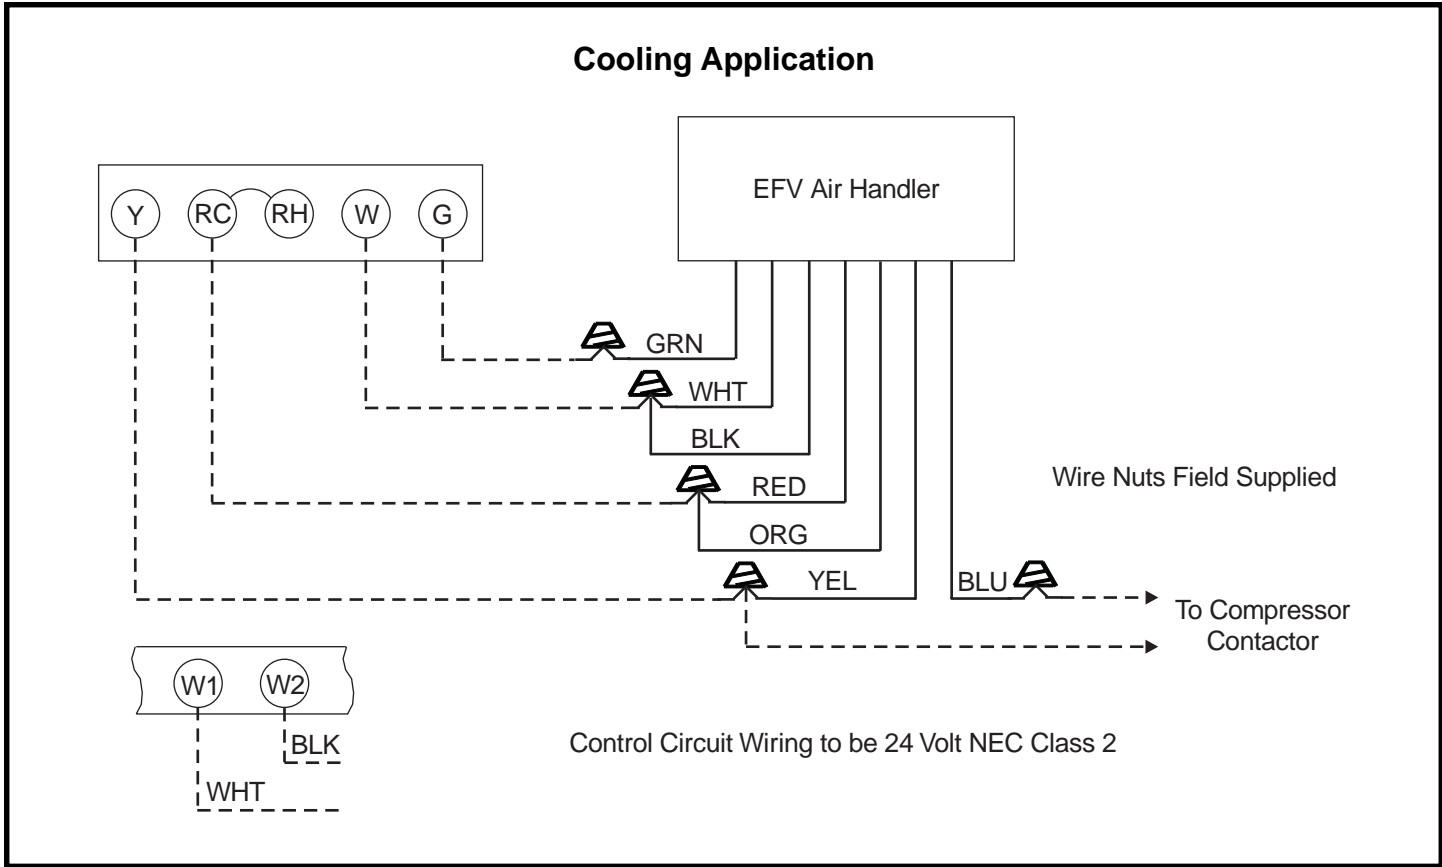 Cooling Application
EFV Air Handler
Y RC RH W G
GRN
WHT
BLK
RED
ORG
YEL
BLU
Wire Nuts Field Supplied
To Compressor
Contactor
W1 W2
BLK
WHT
Control Circuit Wiring to be 24 Volt NEC Class 2